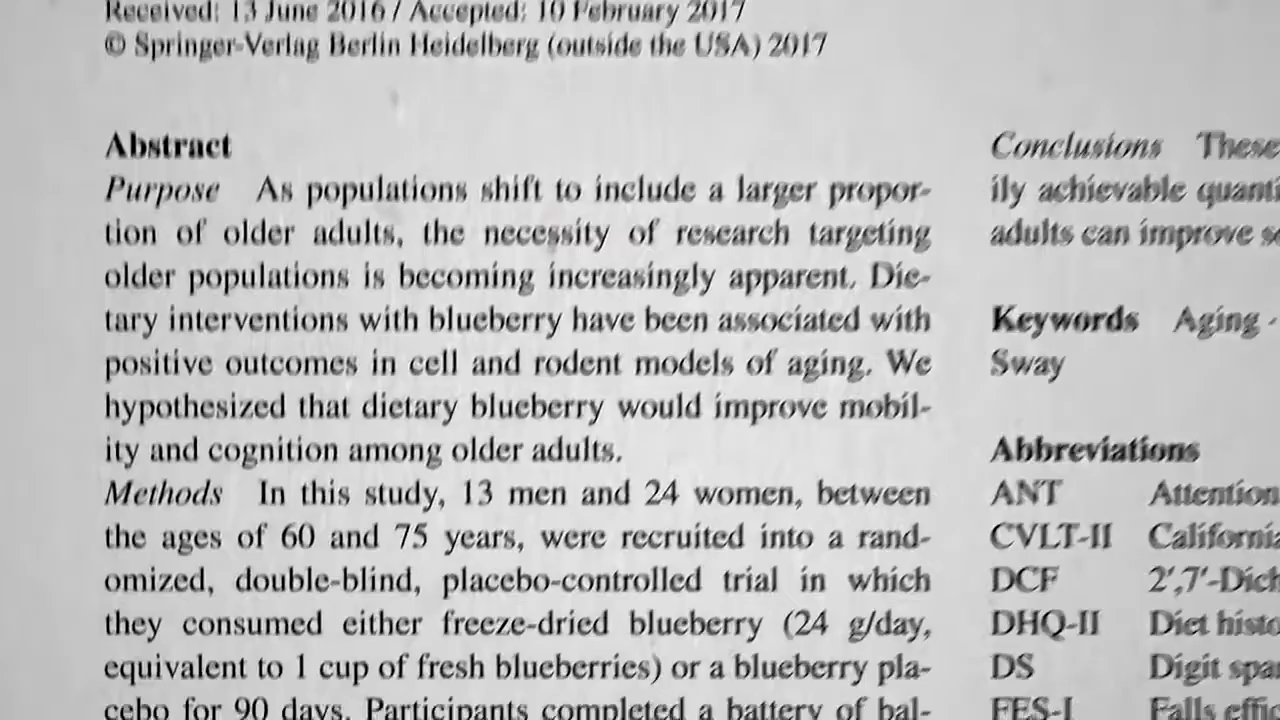 Received: 13 June 2016 / Accepted: 10 February 2017
© Springer-Verlag Berlin Heidelberg (outside the USA) 2017
Abstract
Purpose As populations shift to include a larger propor-
tion of older adults, the necessity of research targeting
older populations is becoming increasingly apparent. Die-
tary interventions with blueberry have been associated with
positive outcomes in cell and rodent models of aging. We
hypothesized that dietary blueberry would improve mobil-
ity and cognition among older adults.
Methods In this study, 13 men and 24 women, between
the ages of 60 and 75 years, were recruited into a rand-
omized, double-blind, placebo-controlled trial in which
they consumed either freeze-dried blueberry (24 g/day,
equivalent to 1 cup of fresh blueberries) or a blueberry pla-
cebo for 90 days. Participants completed a battery of bal-
Conclusions These
ily achievable quanti
adults can improve s
Keywords Aging ·
Sway
Abbreviations
ANT Attention
CVLT-II California
DCF 2′,7′-Dich
DHQ-II Diet histo
DS Digit spa
FES-I Falls effic